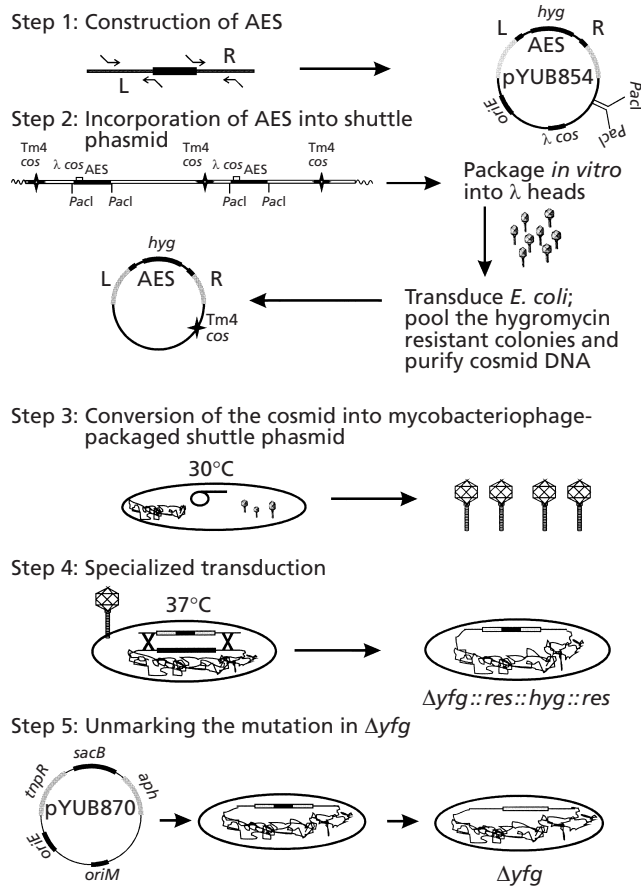 Step 1: Construction of AES
hyg
L
R
AES
pYUB854
oriE
λ cos
PacI
PacI
R
L
Step 2: Incorporation of AES into shuttle
phasmid
Tm4
cos
λ cos
AES
Tm4
cos
λ cos
AES
Tm4
cos
PacI
PacI
PacI
PacI
Package in vitro
into λ heads
hyg
L
AES
R
Tm4
cos
Transduce E. coli;
pool the hygromycin
resistant colonies and
purify cosmid DNA
Step 3: Conversion of the cosmid into mycobacteriophage-
packaged shuttle phasmid
30°C
Step 4: Specialized transduction
37°C
Δyfg::res::hyg::res
Step 5: Unmarking the mutation in Δyfg
sacB
tnpR
aph
pYUB870
oriE
oriM
Δyfg